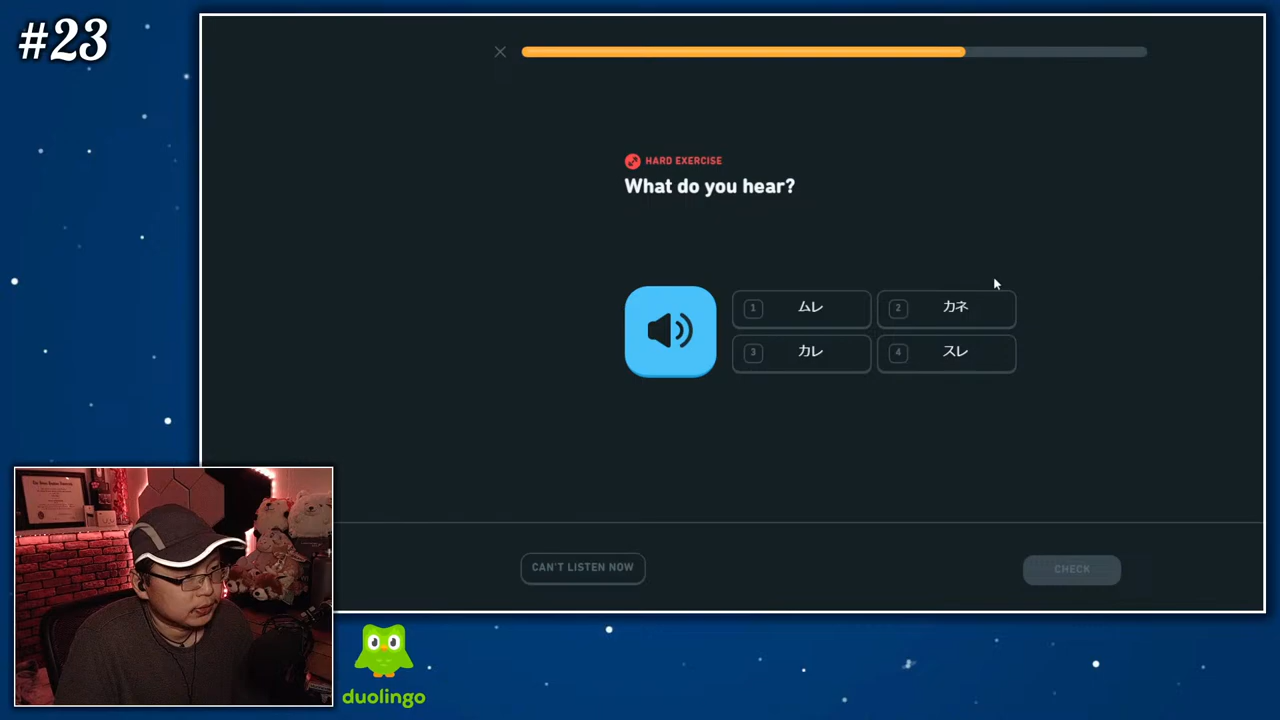 #23
HARD EXERCISE
What do you hear?
1 ムレ
2 カネ
3 カレ
4 スレ
CAN'T LISTEN NOW
CHECK
duolingo